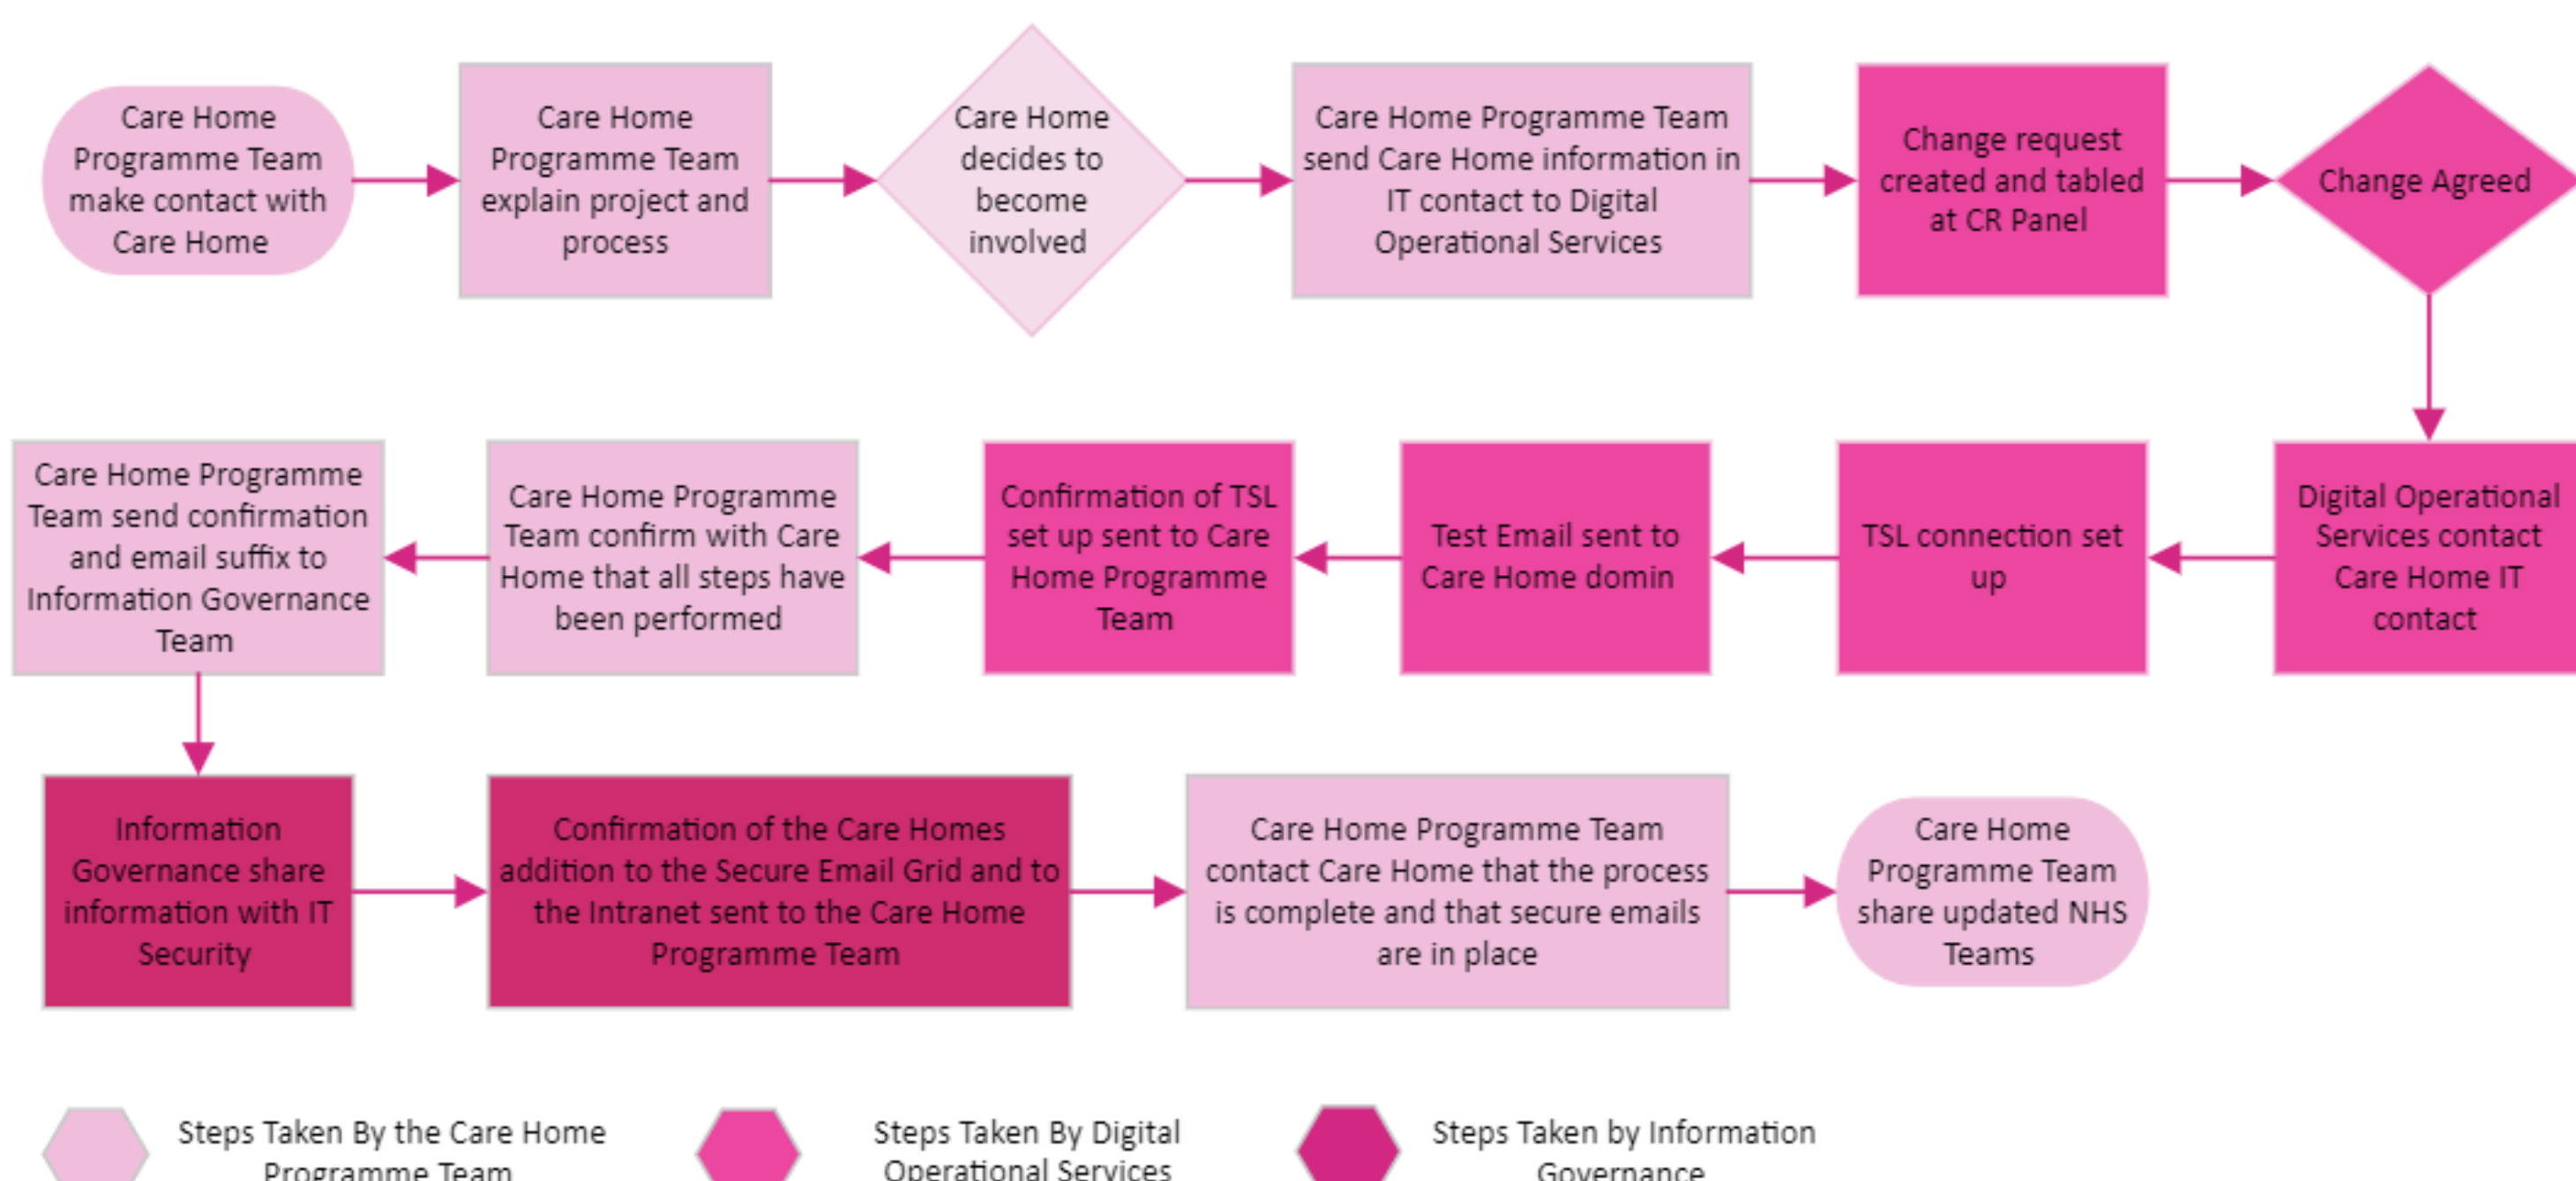 Care Home
Programme Team
make contact with
Care Home
Care Home
Programme Team
explain project and
process
Care Home
decides to
become
involved
Care Home Programme Team
send Care Home information in
IT contact to Digital
Operational Services
Change request
created and tabled
at CR Panel
Change Agreed
Digital Operational
Services contact
Care Home IT
contact
TSL connection set
up
Test Email sent to
Care Home domin
Confirmation of TSL
set up sent to Care
Home Programme
Team
Care Home Programme
Team confirm with Care
Home that all steps have
been performed
Care Home Programme
Team send confirmation
and email suffix to
Information Governance
Team
Information
Governance share
information with IT
Security
Confirmation of the Care Homes
addition to the Secure Email Grid and to
the Intranet sent to the Care Home
Programme Team
Care Home Programme Team
contact Care Home that the process
is complete and that secure emails
are in place
Care Home
Programme Team
share updated NHS
Teams
Steps Taken By the Care Home
Programme Team
Steps Taken By Digital
Operational Services
Steps Taken by Information
Governance